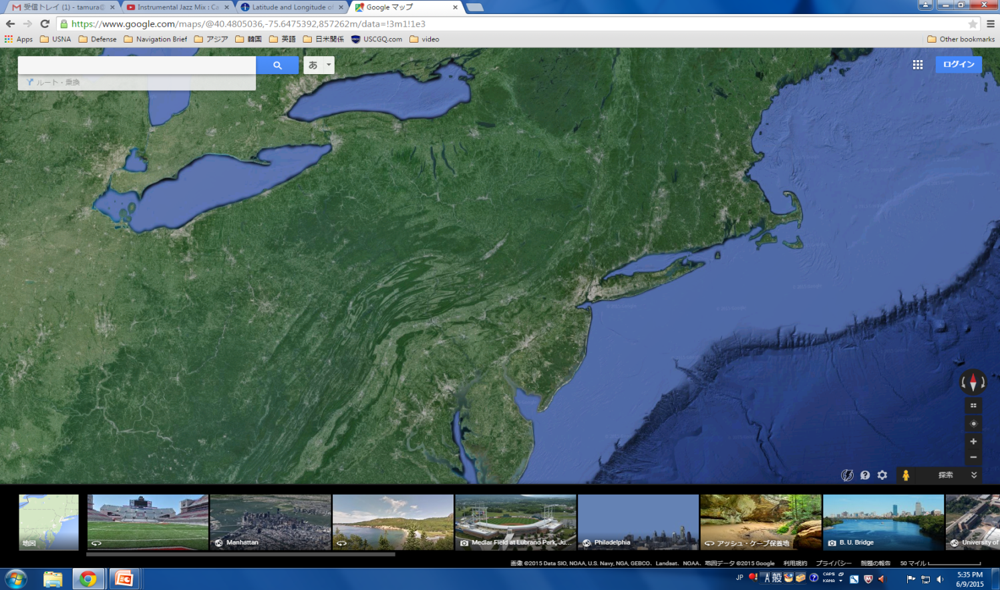 受信トレイ (1) - tamura@
Instrumental Jazz Mix : Ca
Latitude and Longitude of
Google マップ
https://www.google.com/maps/@40.4805036,-75.6475392,857262m/data=!3m1!1e3
Apps
USNA
Defense
Navigation Brief
アジア
韓国
英語
日米関係
USCGQ.com
video
Other bookmarks
あ
ログイン
ルート・乗換
探索
地図
Manhattan
Medlar Field at Lubrano Park, Ju...
Philadelphia
アッシュ・ケーブ保養地
B. U. Bridge
University of
画像 ©2015 Data SIO, NOAA, U.S. Navy, NGA, GEBCO、Landsat、NOAA、地図データ ©2015 Google 利用規約 プライバシー 問題の報告 50 マイル
JP
A 般
CAPS
KANA
5:35 PM
6/9/2015